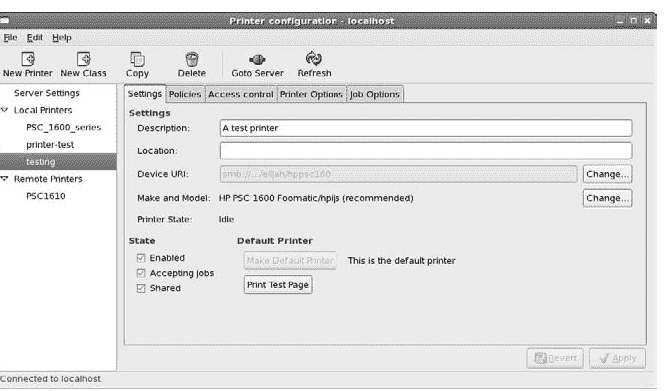 Printer configuration - localhost
File Edit Help
New Printer New Class Copy Delete Goto Server Refresh
Server Settings
Local Printers
PSC_1600_series
printer-test
testing
Remote Printers
PSC1610
Settings Policies Access control Printer Options Job Options
Settings
Description: A test printer
Location:
Device URI: smb://.../elijah/hppsc160 Change...
Make and Model: HP PSC 1600 Foomatic/hpijs (recommended) Change...
Printer State: Idle
State Default Printer
Enabled Make Default Printer This is the default printer
Accepting jobs
Shared Print Test Page
Revert Apply
Connected to localhost